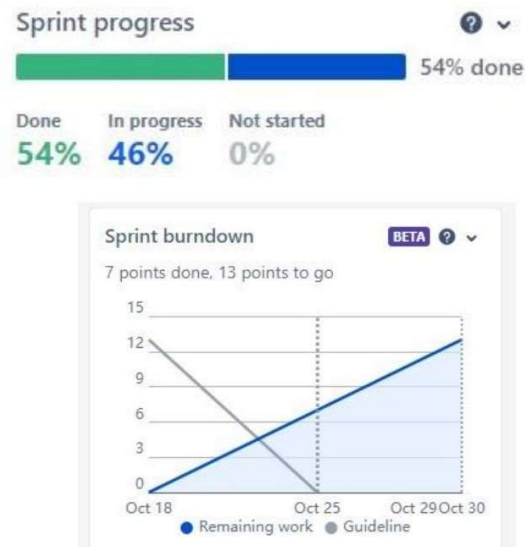 Sprint progress
54% done
Done In progress Not started
54% 46% 0%
Sprint burndown BETA
7 points done, 13 points to go
15
12
9
6
3
0
Oct 18 Oct 25 Oct 29 Oct 30
Remaining work Guideline